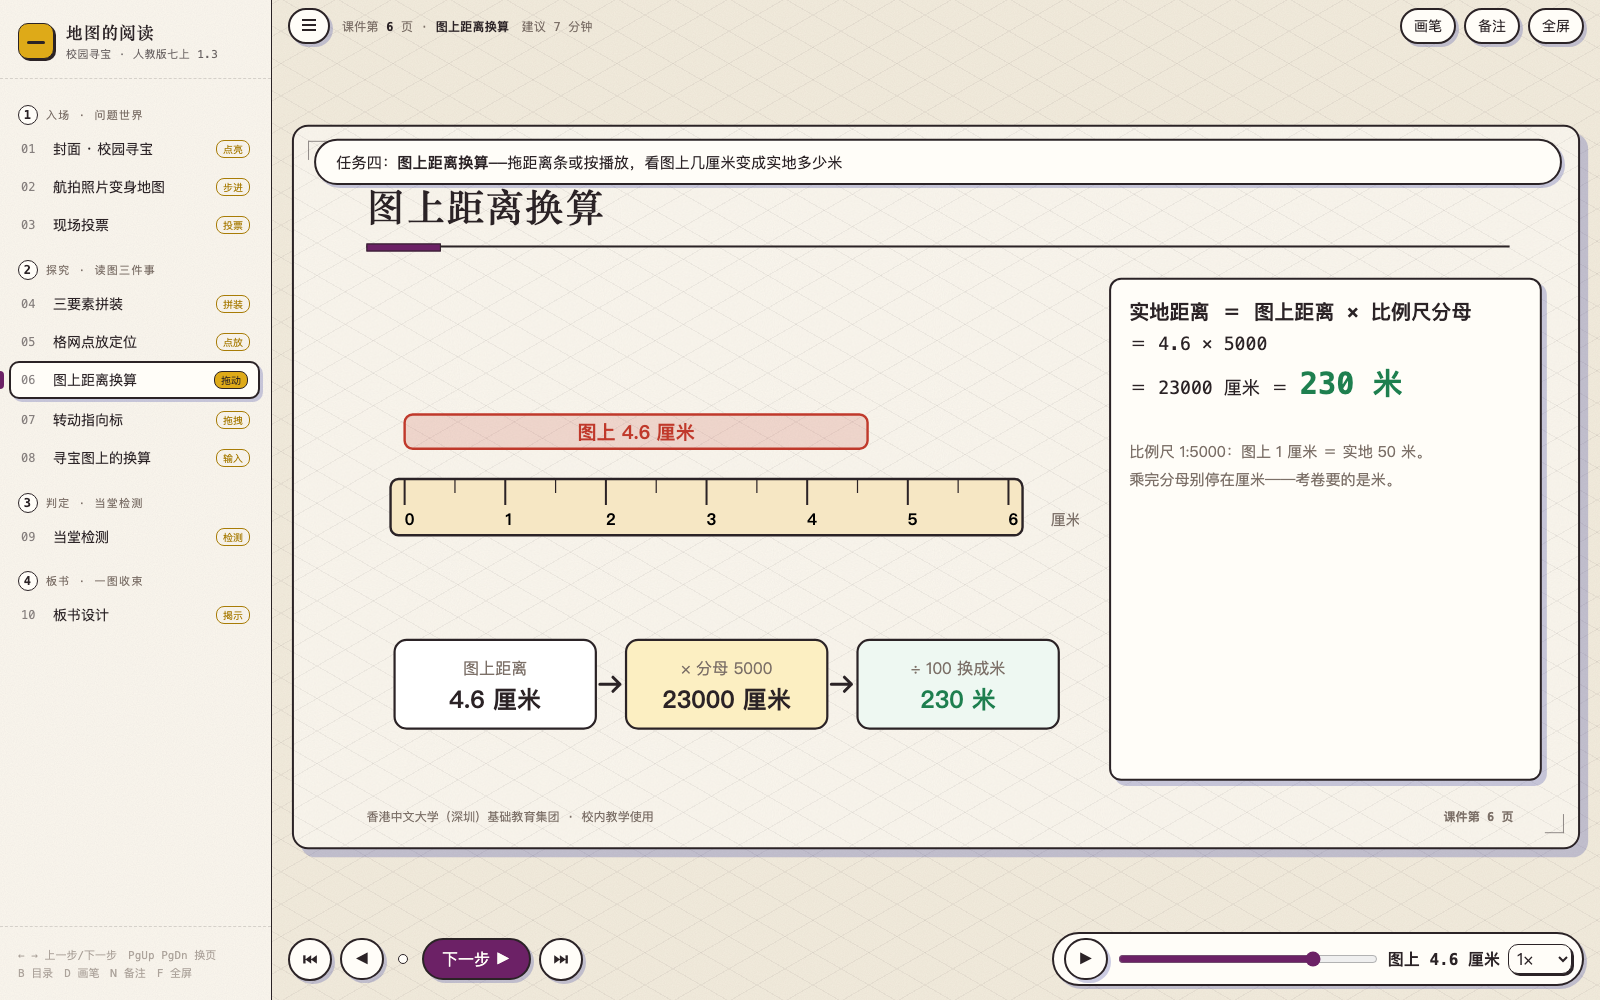 地图的阅读
校园寻宝 · 人教版七上 1.3
1 入场 · 问题世界
01 封面 · 校园寻宝 点亮
02 航拍照片变身地图 步进
03 现场投票 投票
2 探究 · 读图三件事
04 三要素拼装 拼装
05 格网点放定位 点放
06 图上距离换算 拖动
07 转动指向标 拖拽
08 寻宝图上的换算 输入
3 判定 · 当堂检测
09 当堂检测 检测
4 板书 · 一图收束
10 板书设计 揭示
← → 上一步/下一步 PgUp PgDn 换页
B 目录 D 画笔 N 备注 F 全屏
课件第 6 页 · 图上距离换算 建议 7 分钟
画笔 备注 全屏
任务四：图上距离换算——拖距离条或按播放，看图上几厘米变成实地多少米
图上距离换算
图上 4.6 厘米
0 1 2 3 4 5 6 厘米
图上距离
4.6 厘米
→
× 分母 5000
23000 厘米
→
÷ 100 换成米
230 米
实地距离 = 图上距离 × 比例尺分母
= 4.6 × 5000
= 23000 厘米 = 230 米
比例尺 1:5000：图上 1 厘米 = 实地 50 米。
乘完分母别停在厘米——考卷要的是米。
香港中文大学（深圳）基础教育集团 · 校内教学使用
课件第 6 页
下一步 ▶
图上 4.6 厘米 1×